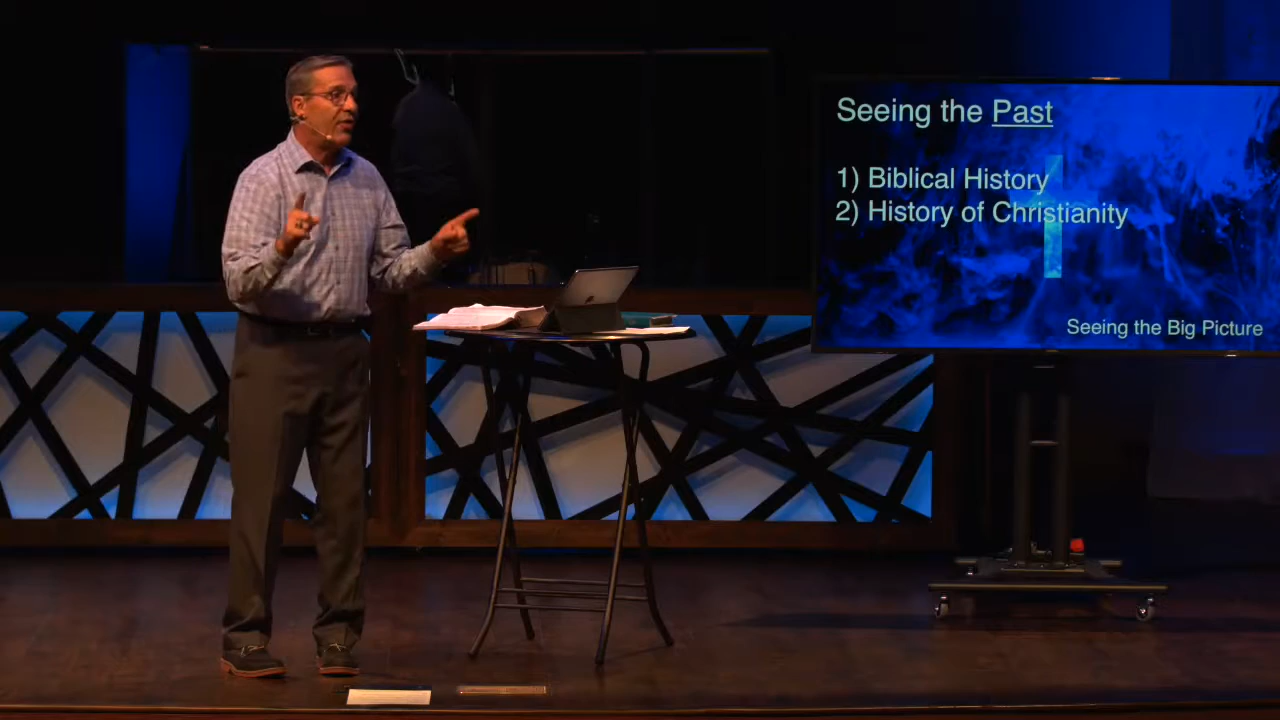 Seeing the Past
1) Biblical History
2) History of Christianity
Seeing the Big Picture